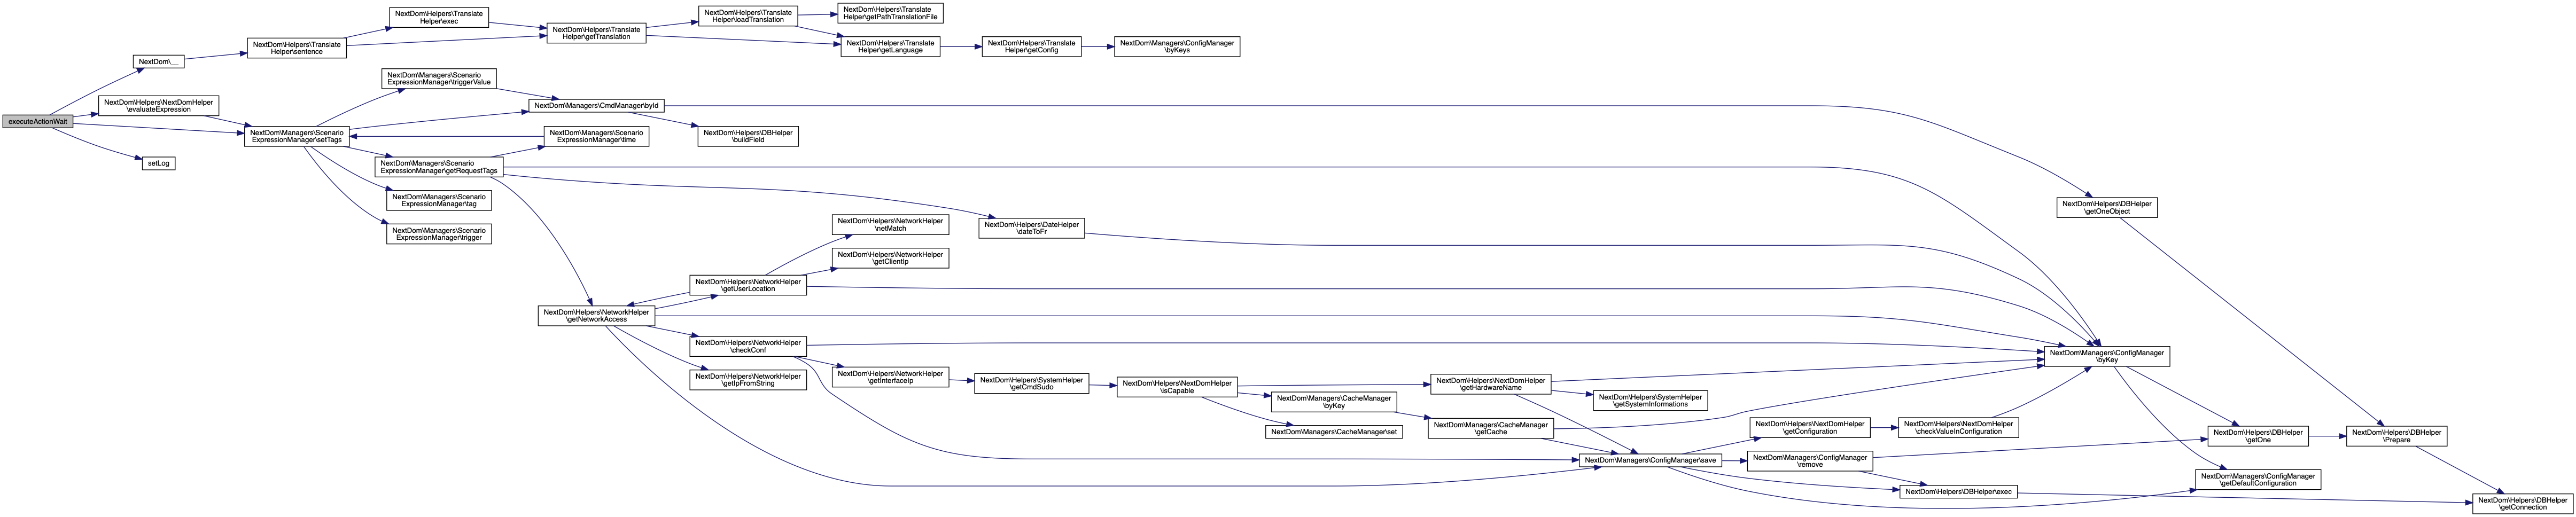 executeActionWait
NextDom\__
NextDom\Helpers\Translate
Helper\sentence
NextDom\Helpers\Translate
Helper\exec
NextDom\Helpers\Translate
Helper\getTranslation
NextDom\Helpers\Translate
Helper\loadTranslation
NextDom\Helpers\Translate
Helper\getPathTranslationFile
NextDom\Helpers\Translate
Helper\getLanguage
NextDom\Helpers\Translate
Helper\getConfig
NextDom\Managers\ConfigManager
\byKeys
NextDom\Helpers\NextDomHelper
\evaluateExpression
setLog
NextDom\Managers\Scenario
ExpressionManager\setTags
NextDom\Managers\Scenario
ExpressionManager\triggerValue
NextDom\Managers\CmdManager\byId
NextDom\Helpers\DBHelper
\buildField
NextDom\Managers\Scenario
ExpressionManager\time
NextDom\Managers\Scenario
ExpressionManager\getRequestTags
NextDom\Managers\Scenario
ExpressionManager\tag
NextDom\Managers\Scenario
ExpressionManager\trigger
NextDom\Helpers\DateHelper
\dateToFr
NextDom\Helpers\NetworkHelper
\netMatch
NextDom\Helpers\NetworkHelper
\getClientIp
NextDom\Helpers\NetworkHelper
\getUserLocation
NextDom\Helpers\NetworkHelper
\getNetworkAccess
NextDom\Helpers\NetworkHelper
\checkConf
NextDom\Helpers\NetworkHelper
\getIpFromString
NextDom\Helpers\NetworkHelper
\getInterfaceIp
NextDom\Helpers\SystemHelper
\getCmdSudo
NextDom\Helpers\NextDomHelper
\isCapable
NextDom\Managers\CacheManager
\byKey
NextDom\Managers\CacheManager\set
NextDom\Helpers\NextDomHelper
\getHardwareName
NextDom\Managers\CacheManager
\getCache
NextDom\Helpers\SystemHelper
\getSystemInformations
NextDom\Managers\ConfigManager\save
NextDom\Helpers\NextDomHelper
\getConfiguration
NextDom\Managers\ConfigManager
\remove
NextDom\Helpers\NextDomHelper
\checkValueInConfiguration
NextDom\Helpers\DBHelper\exec
NextDom\Helpers\DBHelper
\getOneObject
NextDom\Managers\ConfigManager
\byKey
NextDom\Helpers\DBHelper
\getOne
NextDom\Managers\ConfigManager
\getDefaultConfiguration
NextDom\Helpers\DBHelper
\Prepare
NextDom\Helpers\DBHelper
\getConnection